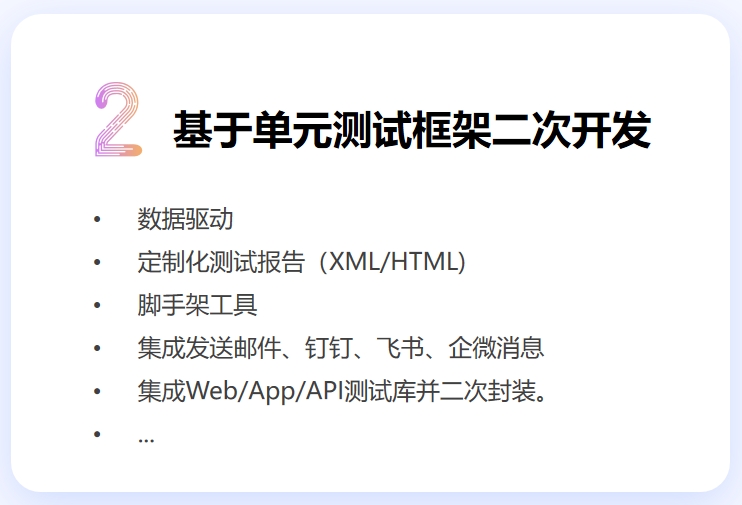 2
基于单元测试框架二次开发
• 数据驱动
• 定制化测试报告（XML/HTML)
• 脚手架工具
• 集成发送邮件、钉钉、飞书、企微消息
• 集成Web/App/API测试库并二次封装。
• ...